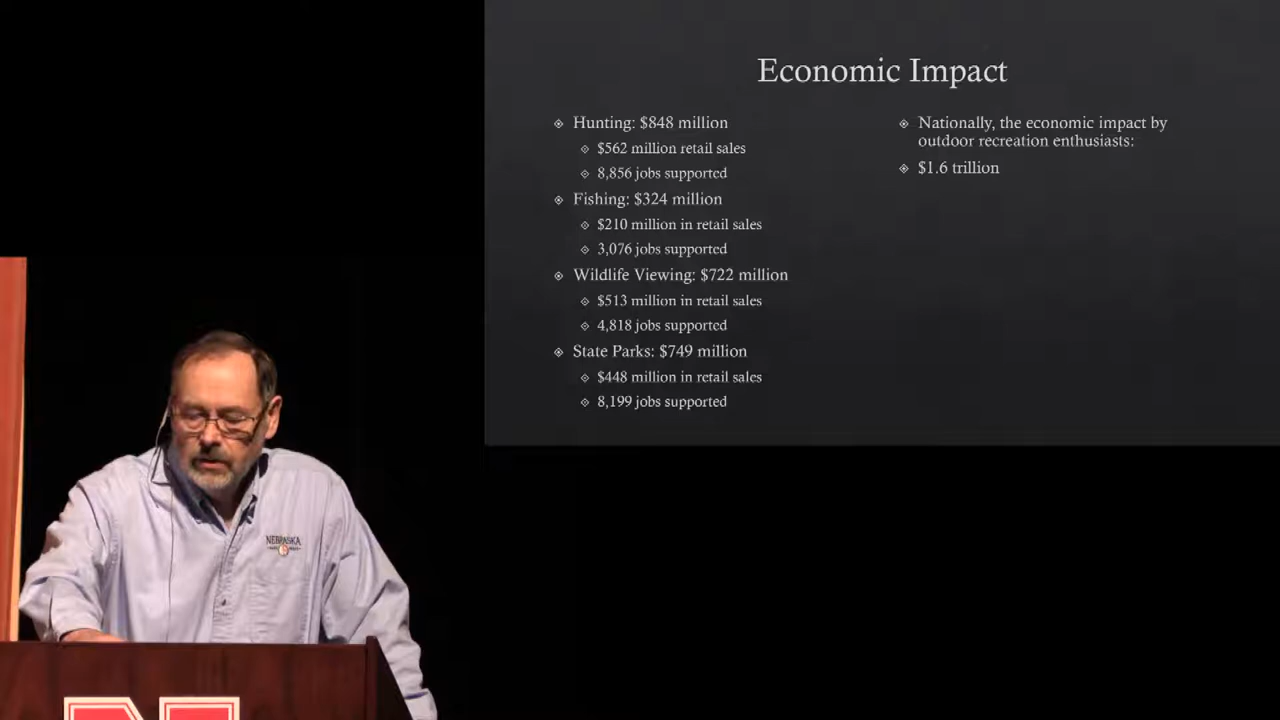 Economic Impact
Hunting: $848 million
$562 million retail sales
8,856 jobs supported
Fishing: $324 million
$210 million in retail sales
3,076 jobs supported
Wildlife Viewing: $722 million
$513 million in retail sales
4,818 jobs supported
State Parks: $749 million
$448 million in retail sales
8,199 jobs supported
Nationally, the economic impact by
outdoor recreation enthusiasts:
$1.6 trillion
NEBRASKA
N